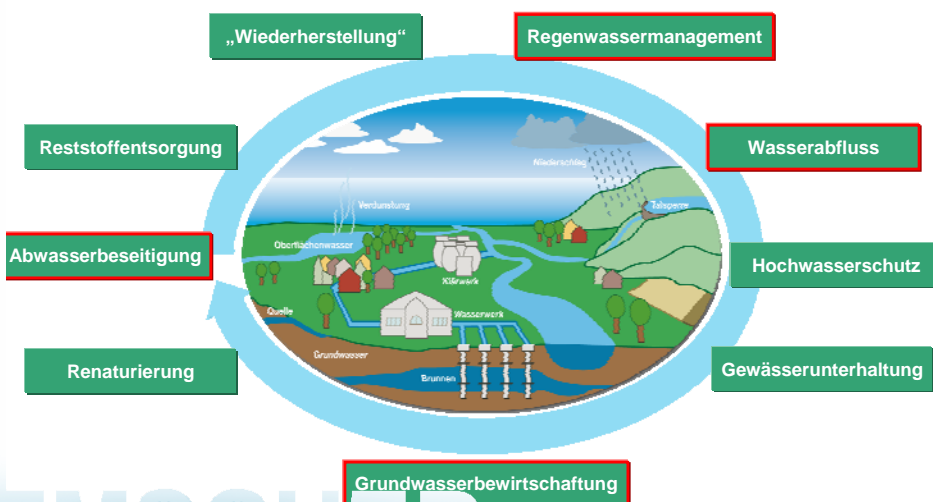 „Wiederherstellung“
Regenwassermanagement
Reststoffentsorgung
Wasserabfluss
Niederschlag
Verdunstung
Talsperre
Abwasserbeseitigung
Oberflächenwasser
Hochwasserschutz
Klärwerk
Quelle
Wasserwerk
Grundwasser
Renaturierung
Brunnen
Gewässerunterhaltung
Grundwasserbewirtschaftung